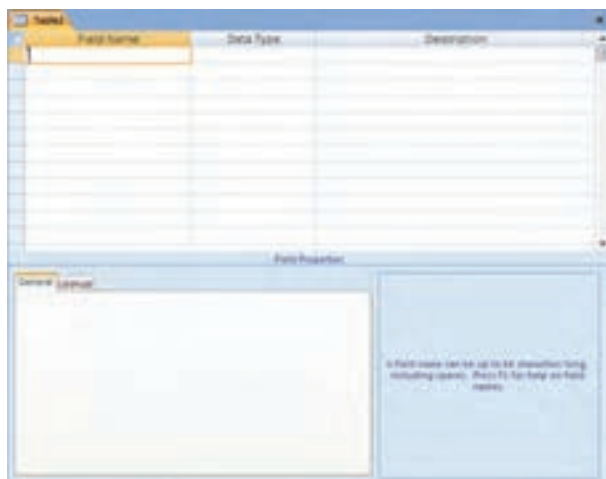 Field Name Data Type Description
Field Properties
General Lookup
A field name can be up to 64 characters long,
including spaces. Press F1 for help on field
names.